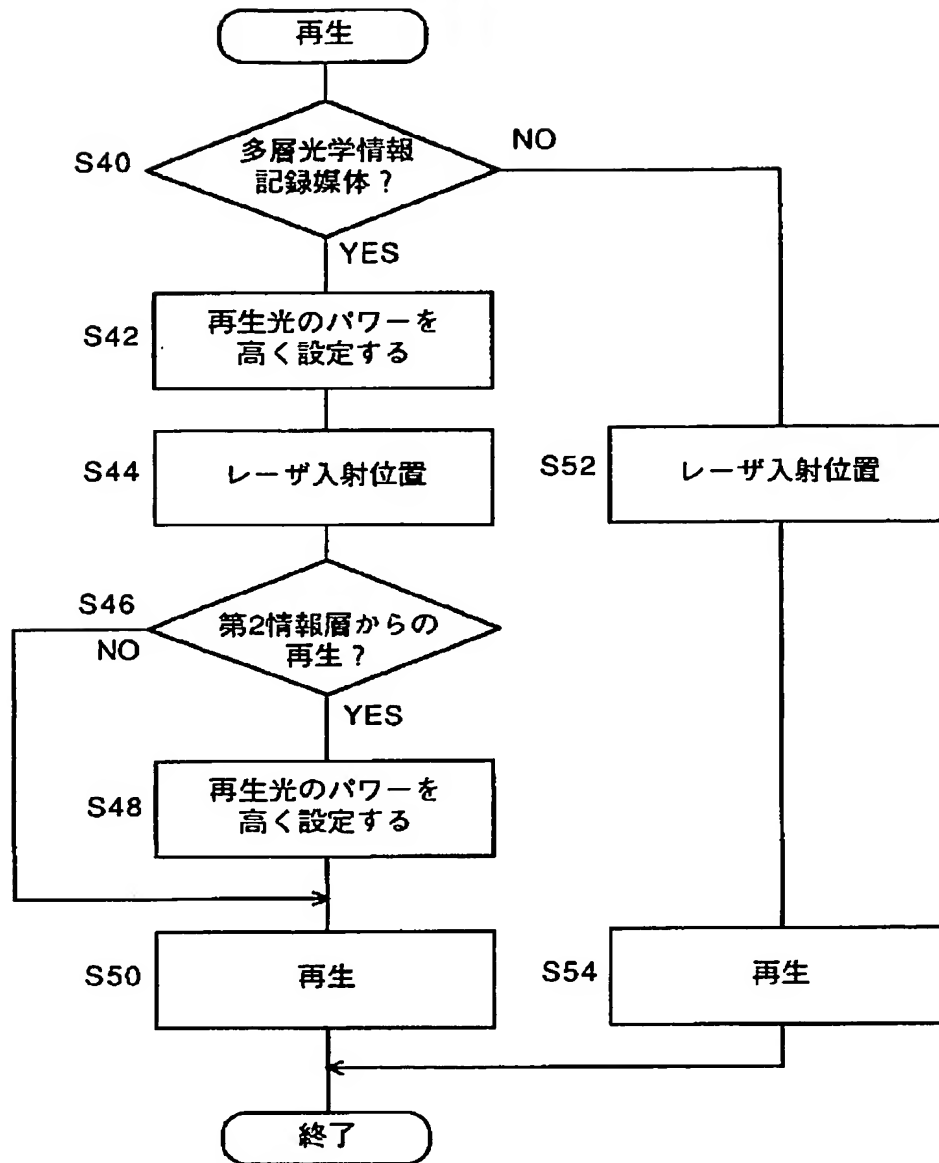 再生
S40
多層光学情報
記録媒体？
NO
YES
S42
再生光のパワーを
高く設定する
S44
レーザ入射位置
S52
レーザ入射位置
S46
NO
第2情報層からの
再生？
YES
S48
再生光のパワーを
高く設定する
S50
再生
S54
再生
終了